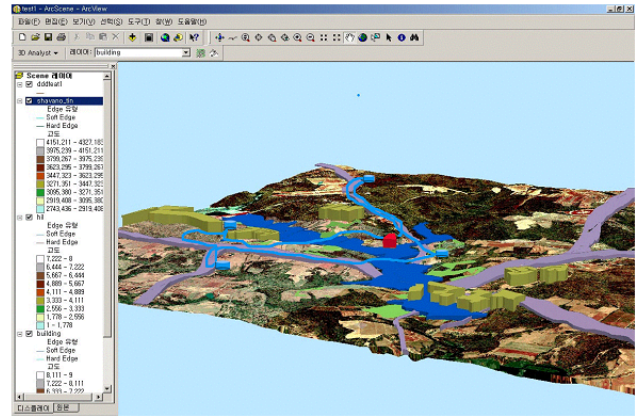 test1 - ArcScene - ArcView
파일(F) 편집(E) 보기(V) 선택(S) 도구(T) 창(W) 도움말(H)
3D Analyst 레이어: building
Scene 레이어
dddtest1
shavano_tin
Edge 유형
Soft Edge
Hard Edge
고도
4151,211 - 4327,183
3975,239 - 4151,211
3799,267 - 3975,239
3623,295 - 3799,267
3447,323 - 3623,295
3271,351 - 3447,323
3095,380 - 3271,351
2919,408 - 3095,380
2743,436 - 2919,408
hil
Edge 유형
Soft Edge
Hard Edge
고도
7,222 - 8
6,444 - 7,222
5,667 - 6,444
4,889 - 5,667
4,111 - 4,889
3,333 - 4,111
2,556 - 3,333
1,778 - 2,556
1 - 1,778
building
Edge 유형
Soft Edge
Hard Edge
고도
8,111 - 9
7,222 - 8,111
6,333 - 7,222
디스플레이 원본